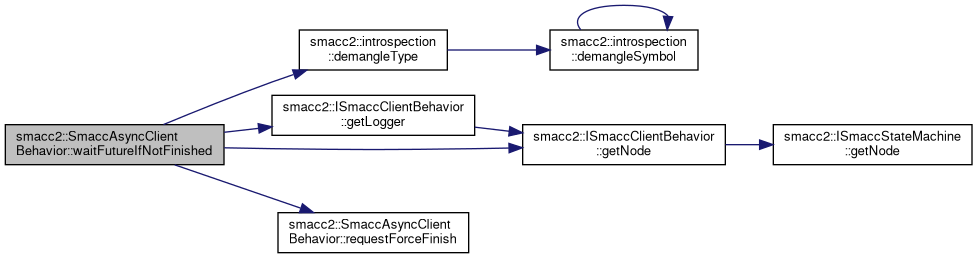 smacc2::introspection
::demangleType
smacc2::introspection
::demangleSymbol
smacc2::ISmaccClientBehavior
::getLogger
smacc2::SmaccAsyncClient
Behavior::waitFutureIfNotFinished
smacc2::ISmaccClientBehavior
::getNode
smacc2::ISmaccStateMachine
::getNode
smacc2::SmaccAsyncClient
Behavior::requestForceFinish